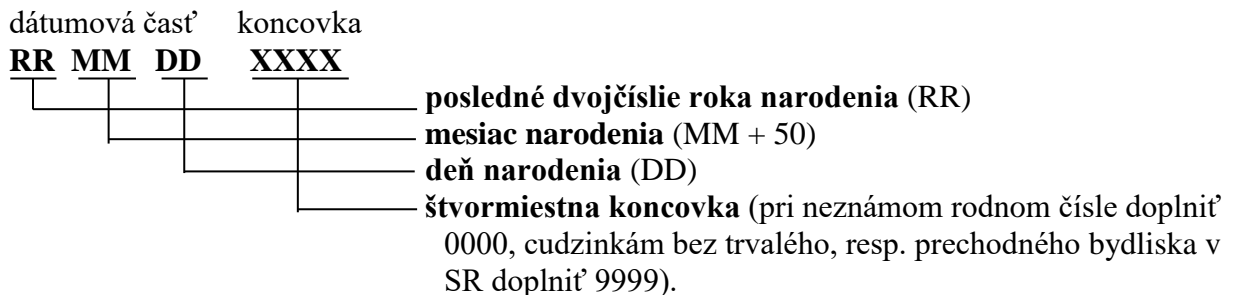 dátumová časť koncovka
RR MM DD XXXX
posledné dvojčíslie roka narodenia (RR)
mesiac narodenia (MM + 50)
deň narodenia (DD)
štvormiestna koncovka (pri neznámom rodnom čísle doplniť
0000, cudzinkám bez trvalého, resp. prechodného bydliska v
SR doplniť 9999).